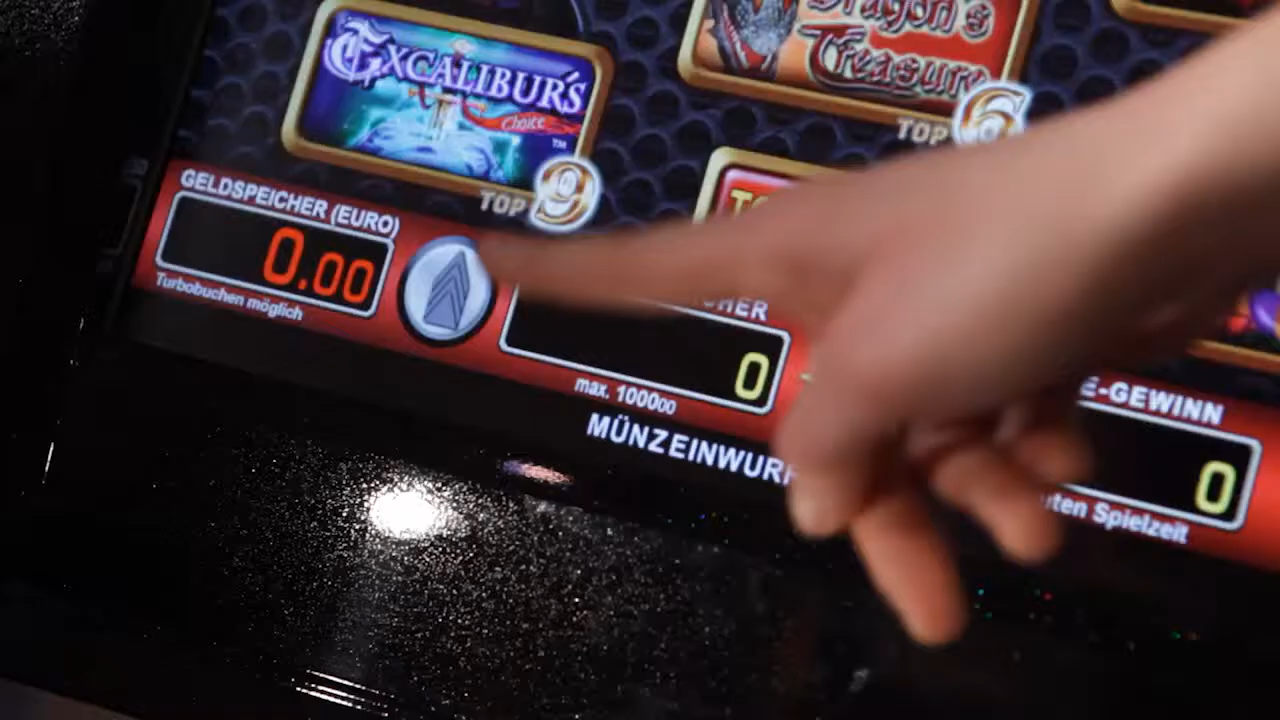 EXCALIBUR'S
Choice
TM
TOP 9
Dragon's
Treasure
TOP 6
GELDSPEICHER (EURO)
0.00
Turbobuchen möglich
0
max. 100000
MÜNZEINWURF
E-GEWINN
0
Spielzeit